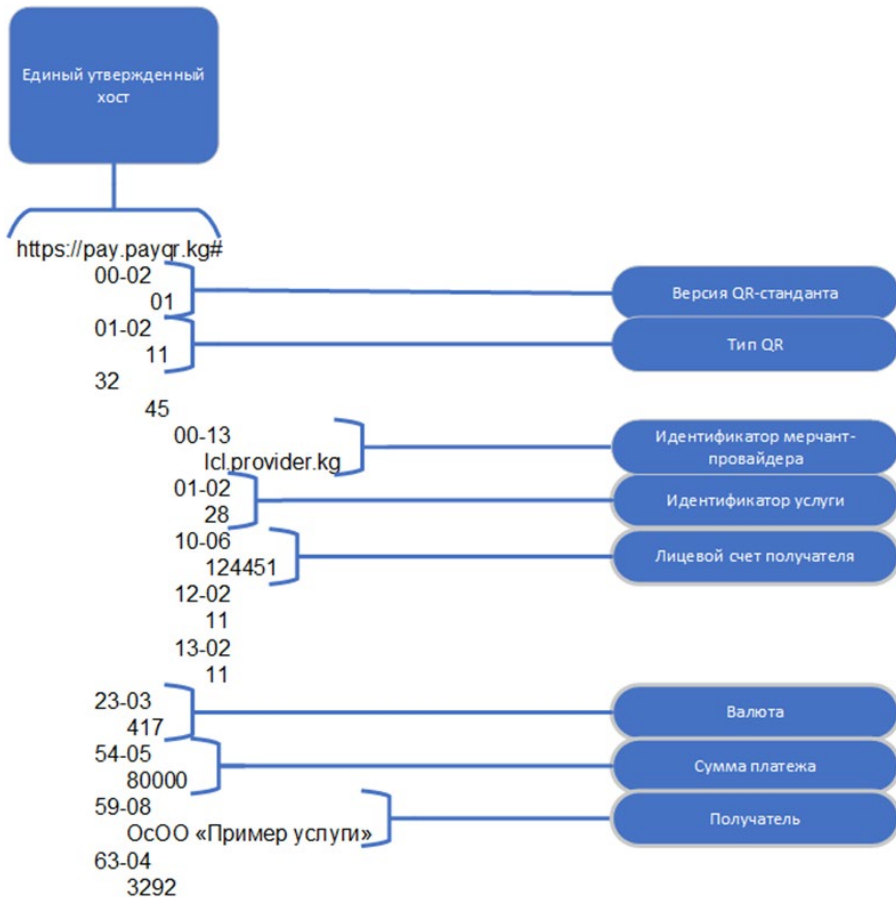 Единый утвержденный
хост
https://pay.payqr.kg#
00-02
01
Версия QR-станданта
01-02
11
Тип QR
32
45
00-13
lcl.provider.kg
Идентификатор мерчант-
провайдера
01-02
28
Идентификатор услуги
10-06
124451
Лицевой счет получателя
12-02
11
13-02
11
23-03
417
Валюта
54-05
80000
Сумма платежа
59-08
ОсОО «Пример услуги»
Получатель
63-04
3292